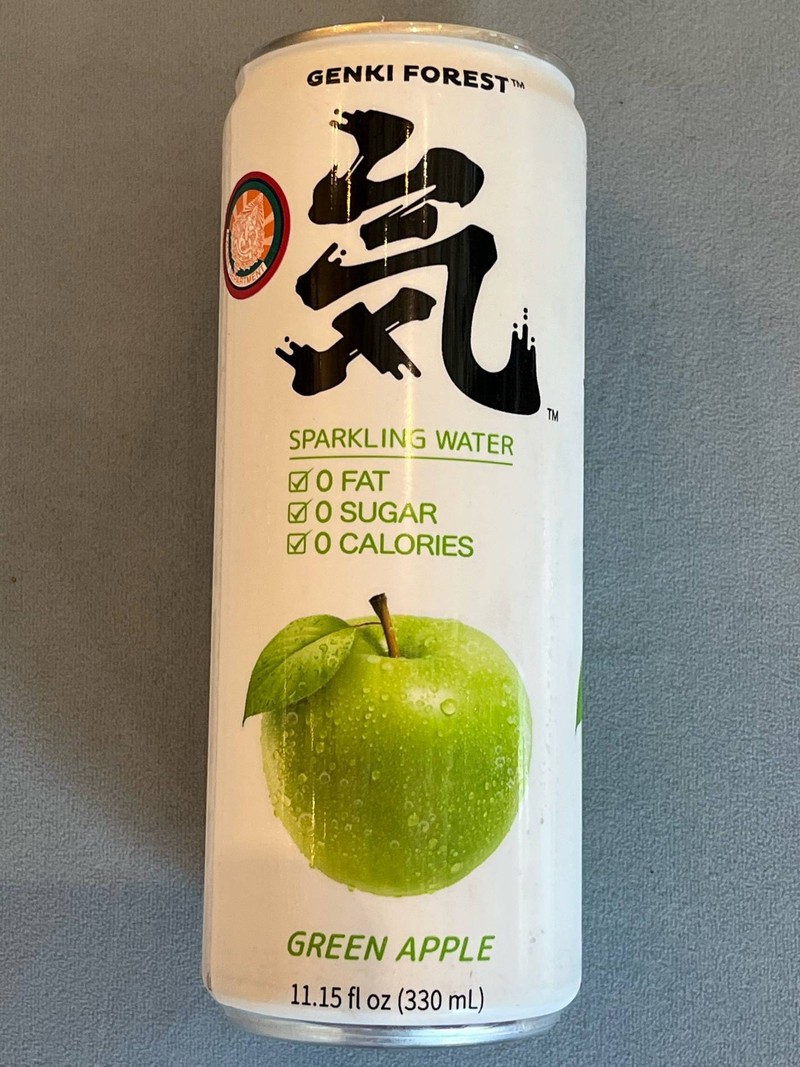 GENKI FOREST™
気
™
SPARKLING WATER
☑ 0 FAT
☑ 0 SUGAR
☑ 0 CALORIES
GREEN APPLE
11.15 fl oz (330 mL)